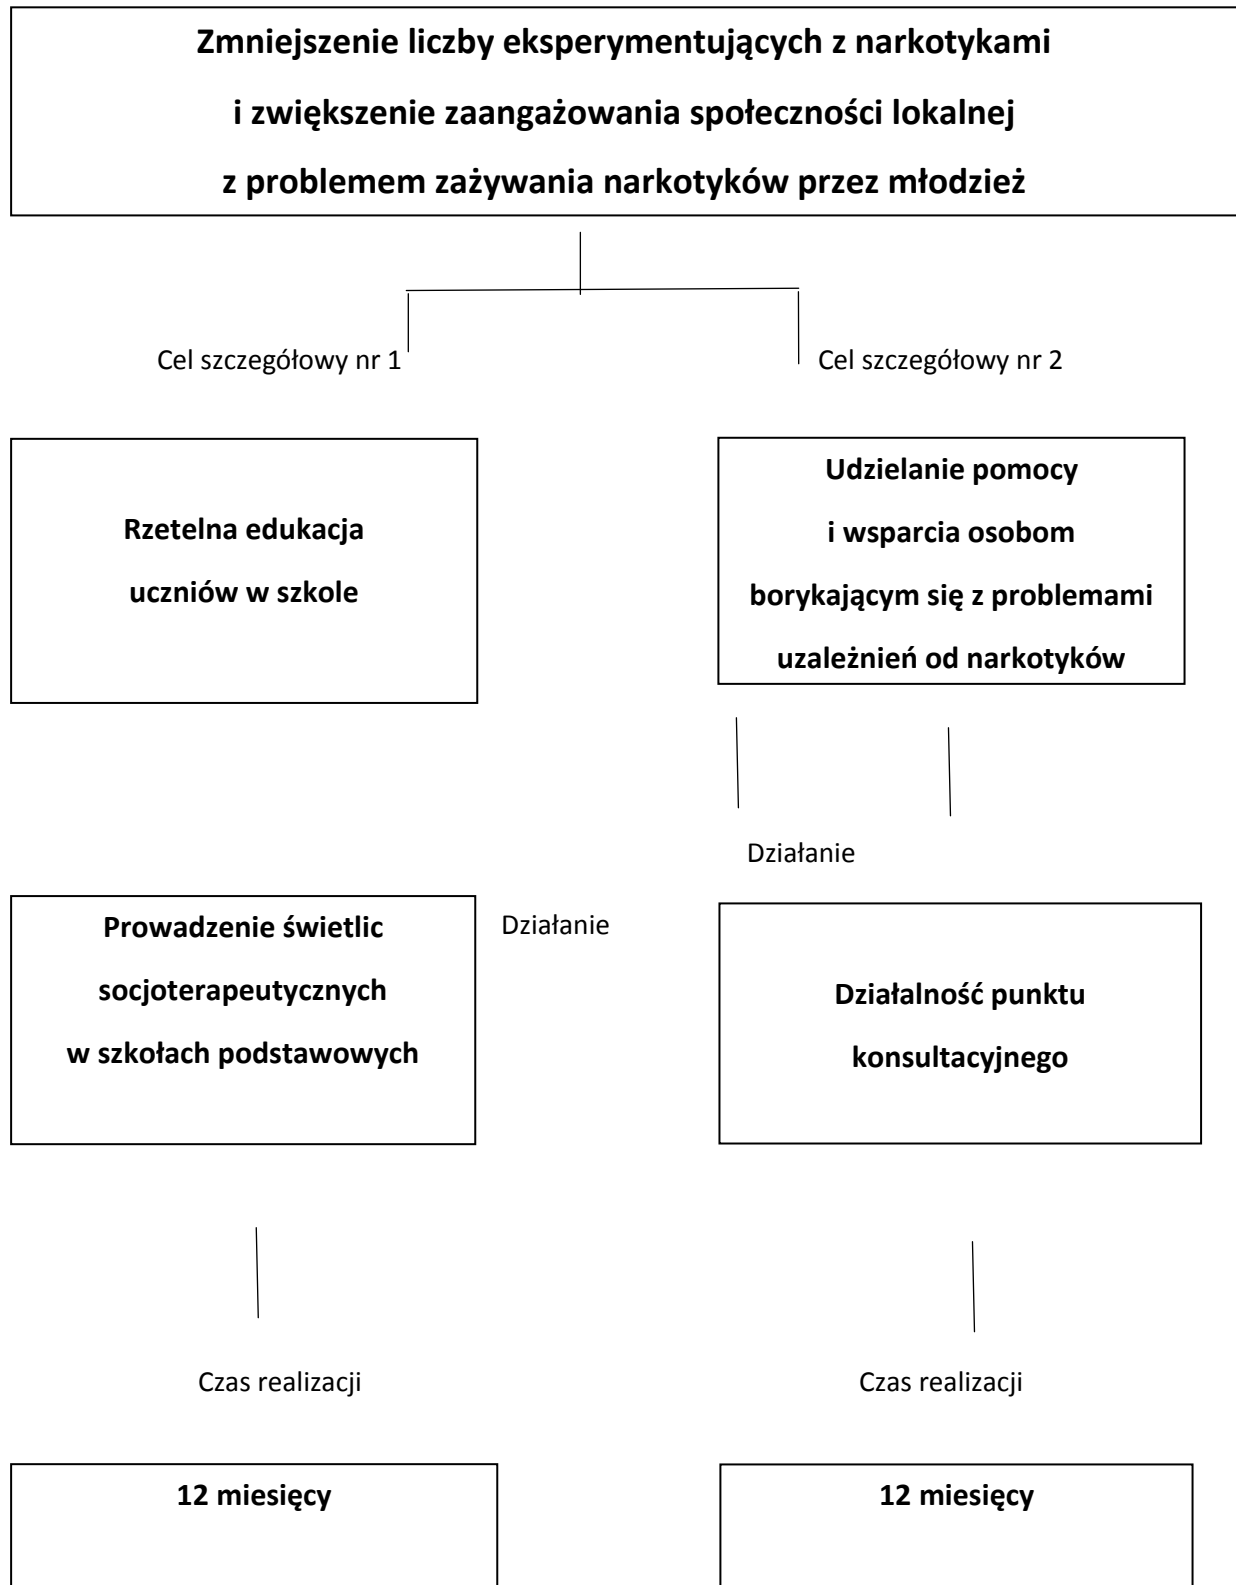 Zmniejszenie liczby eksperymentujących z narkotykami
i zwiększenie zaangażowania społeczności lokalnej
z problemem zażywania narkotyków przez młodzież
Cel szczegółowy nr 1
Cel szczegółowy nr 2
Rzetelna edukacja
uczniów w szkole
Udzielanie pomocy
i wsparcia osobom
borykającym się z problemami
uzależnień od narkotyków
Działanie
Prowadzenie świetlic
socjoterapeutycznych
w szkołach podstawowych
Działanie
Działalność punktu
konsultacyjnego
Czas realizacji
Czas realizacji
12 miesięcy
12 miesięcy